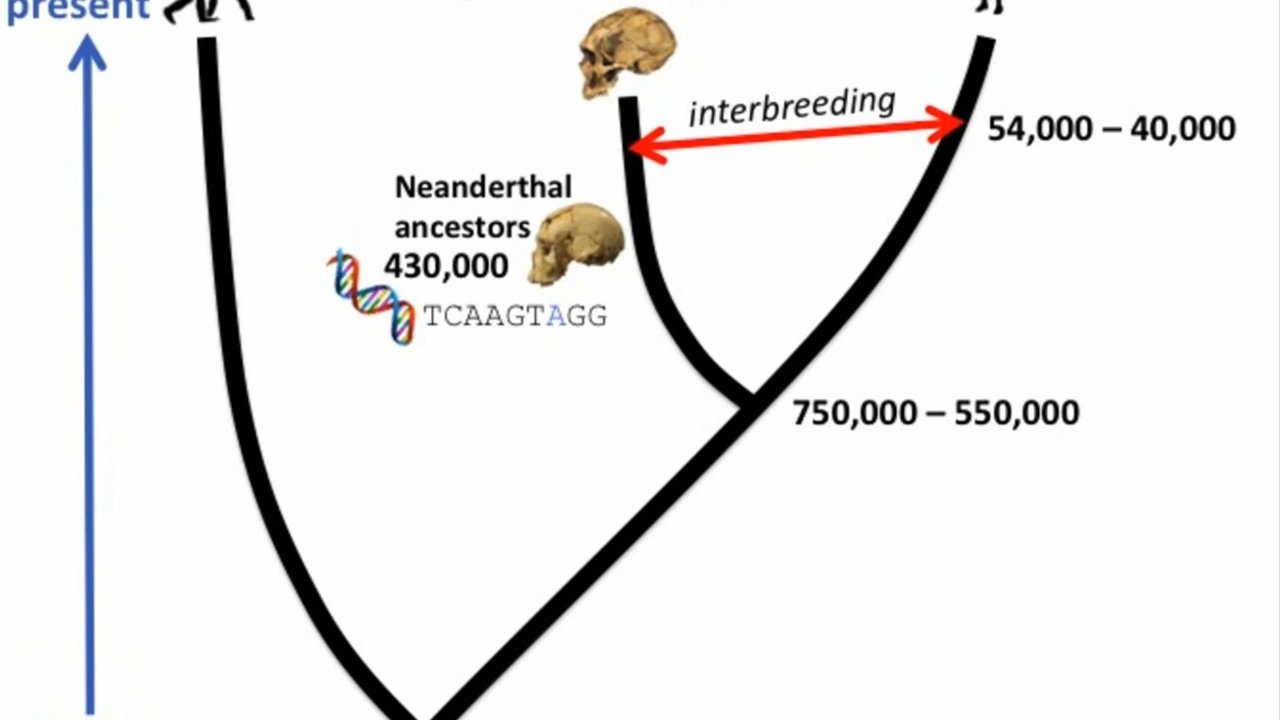 present
interbreeding
54,000 – 40,000
Neanderthal
ancestors
430,000
TCAAGTAGG
750,000 – 550,000